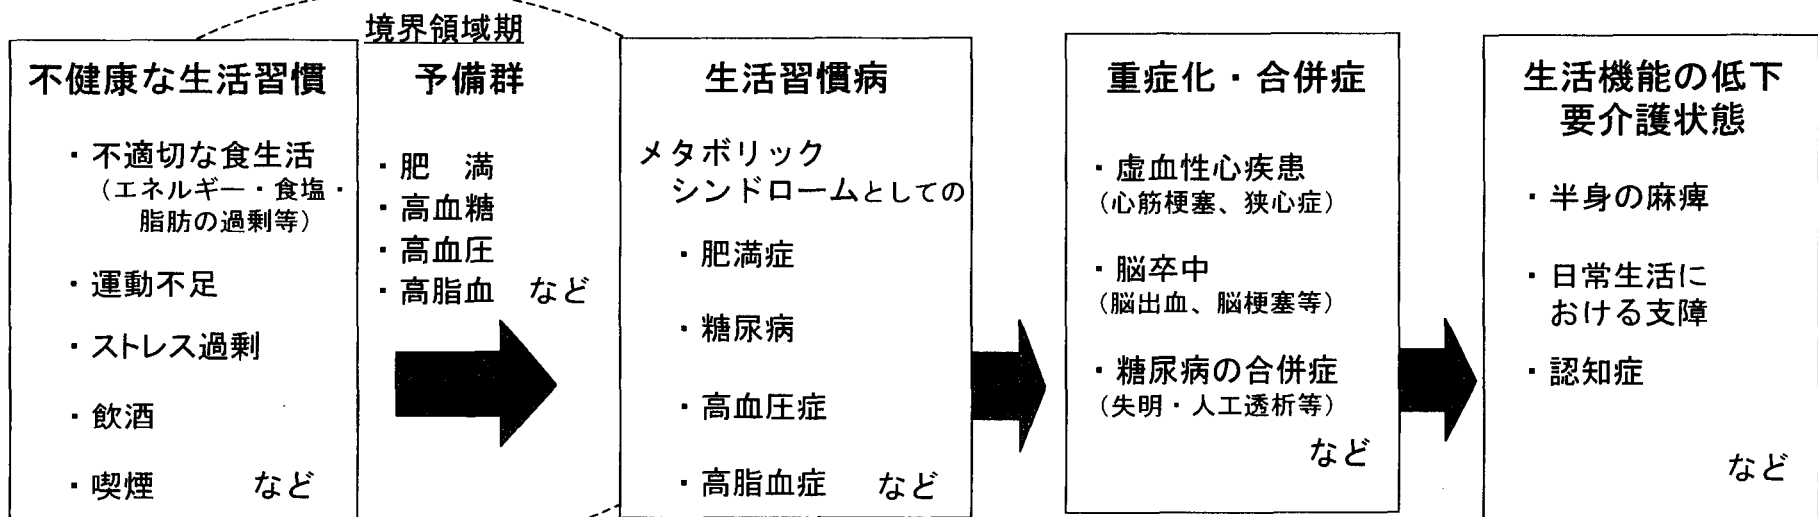 不健康な生活習慣
・不適切な食生活
（エネルギー・食塩・
脂肪の過剰等）
・運動不足
・ストレス過剰
・飲酒
・喫煙　など
境界領域期
予備群
・肥　満
・高血糖
・高血圧
・高脂血　など
生活習慣病
メタボリック
シンドロームとしての
・肥満症
・糖尿病
・高血圧症
・高脂血症　など
重症化・合併症
・虚血性心疾患
（心筋梗塞、狭心症）
・脳卒中
（脳出血、脳梗塞等）
・糖尿病の合併症
（失明・人工透析等）
など
生活機能の低下
要介護状態
・半身の麻痺
・日常生活に
おける支障
・認知症
など